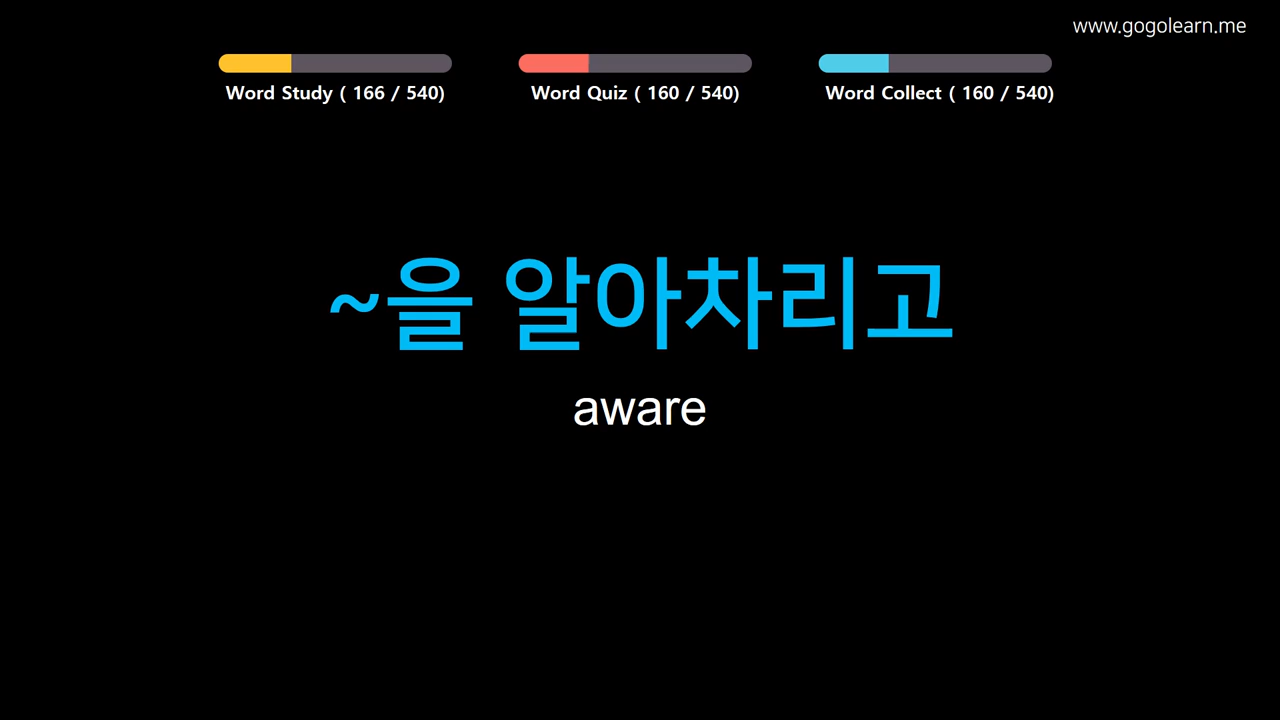 www.gogolearn.me
Word Study ( 166 / 540)
Word Quiz ( 160 / 540)
Word Collect ( 160 / 540)
~을 알아차리고
aware